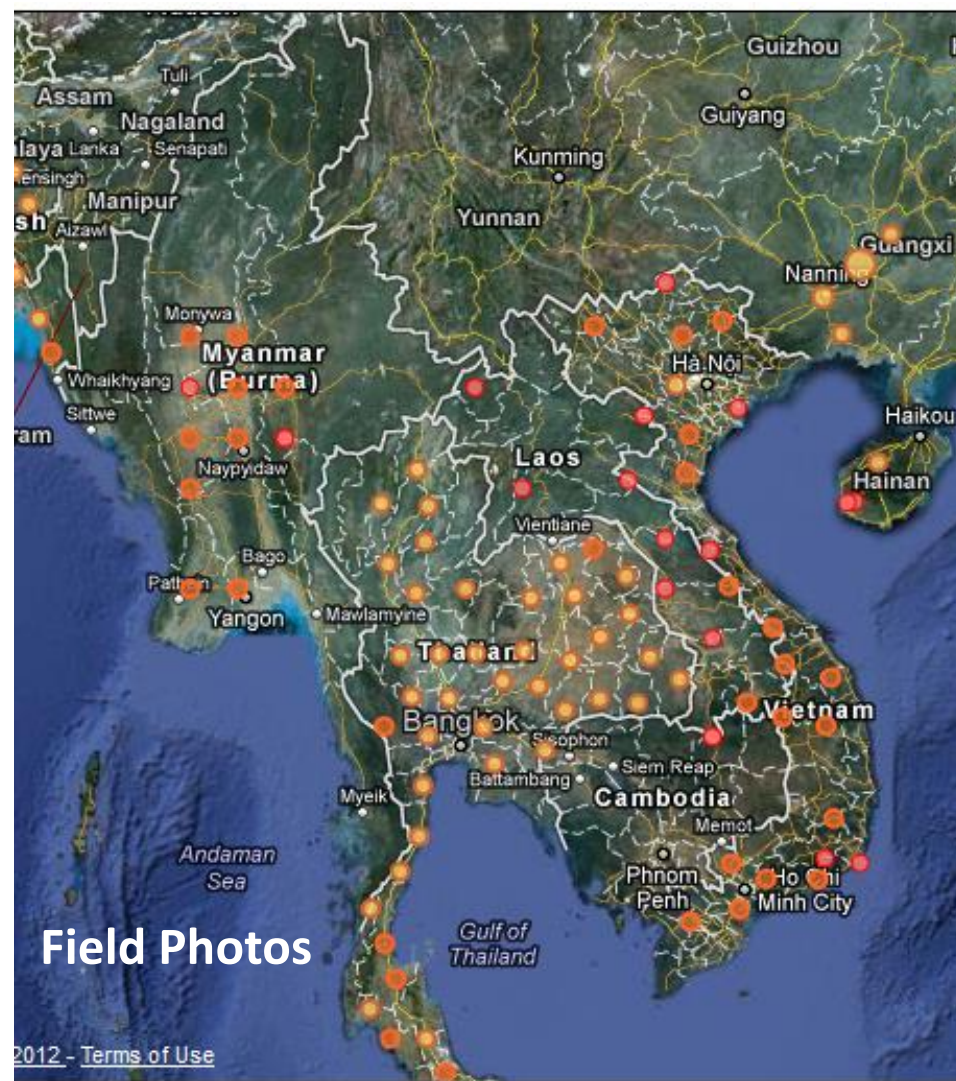 Guizhou
Tuli
Assam
Guiyang
Nagaland
laya Lanka Senapati
Kunming
ensingh
Manipur
Yunnan
sh
Aizawl
Guangxi
Nanning
Monywa
Myanmar
(Burma)
Hà Nôi
Whaikhyang
Sittwe
Haikou
ram
Laos
Naypyidaw
Hainan
Vientiane
Bago
Yangon
Mawlamyine
Thailand
Vietnam
Bangkok
Sisophon
Siem Reap
Battambang
Myeik
Cambodia
Memot
Andaman
Sea
Phnom
Penh
Ho Chi
Minh City
Field Photos
Gulf of
Thailand
2012 - Terms of Use